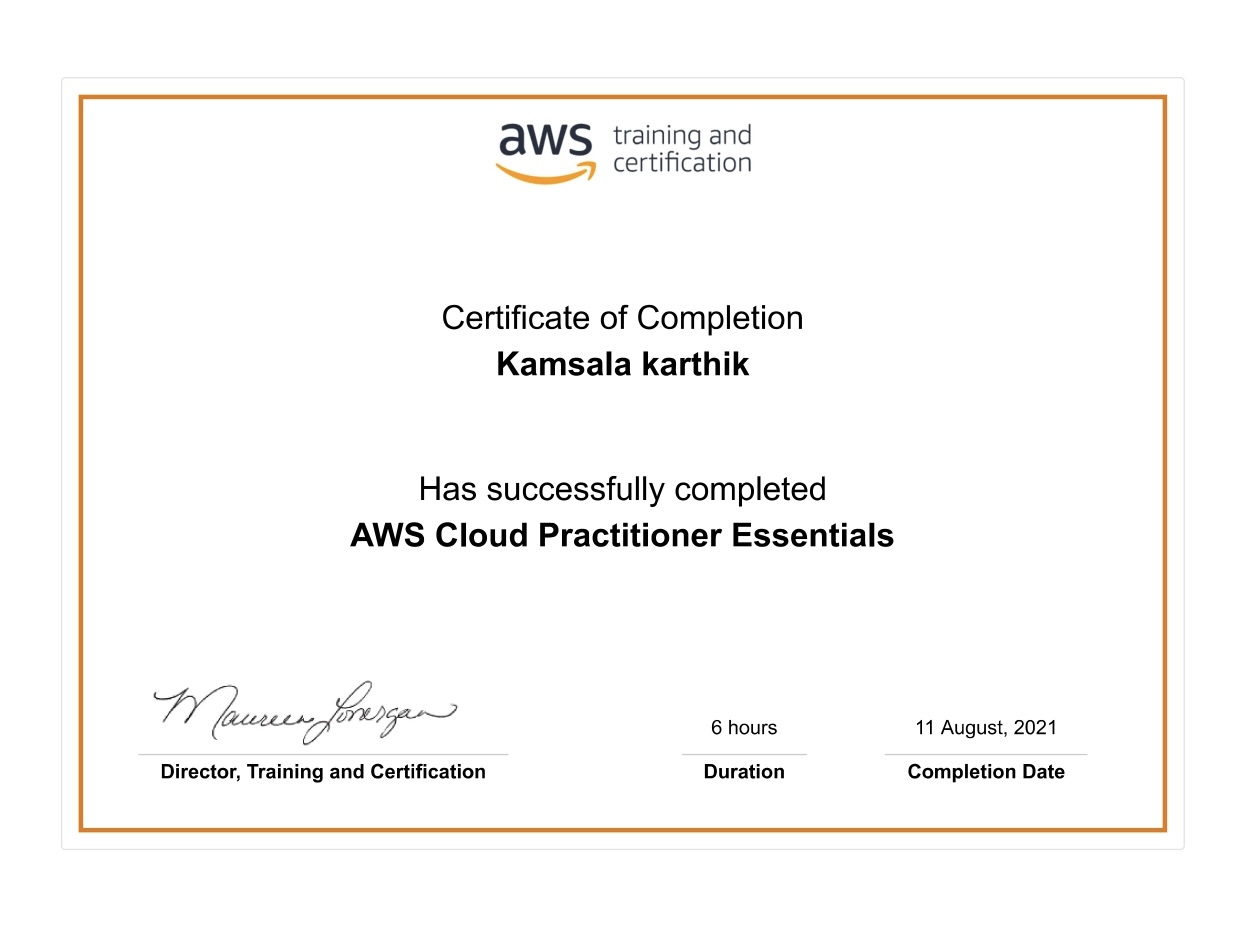 aws training and
certification
Certificate of Completion
Kamsala karthik
Has successfully completed
AWS Cloud Practitioner Essentials
Maureen Lonergan
Director, Training and Certification
6 hours
Duration
11 August, 2021
Completion Date